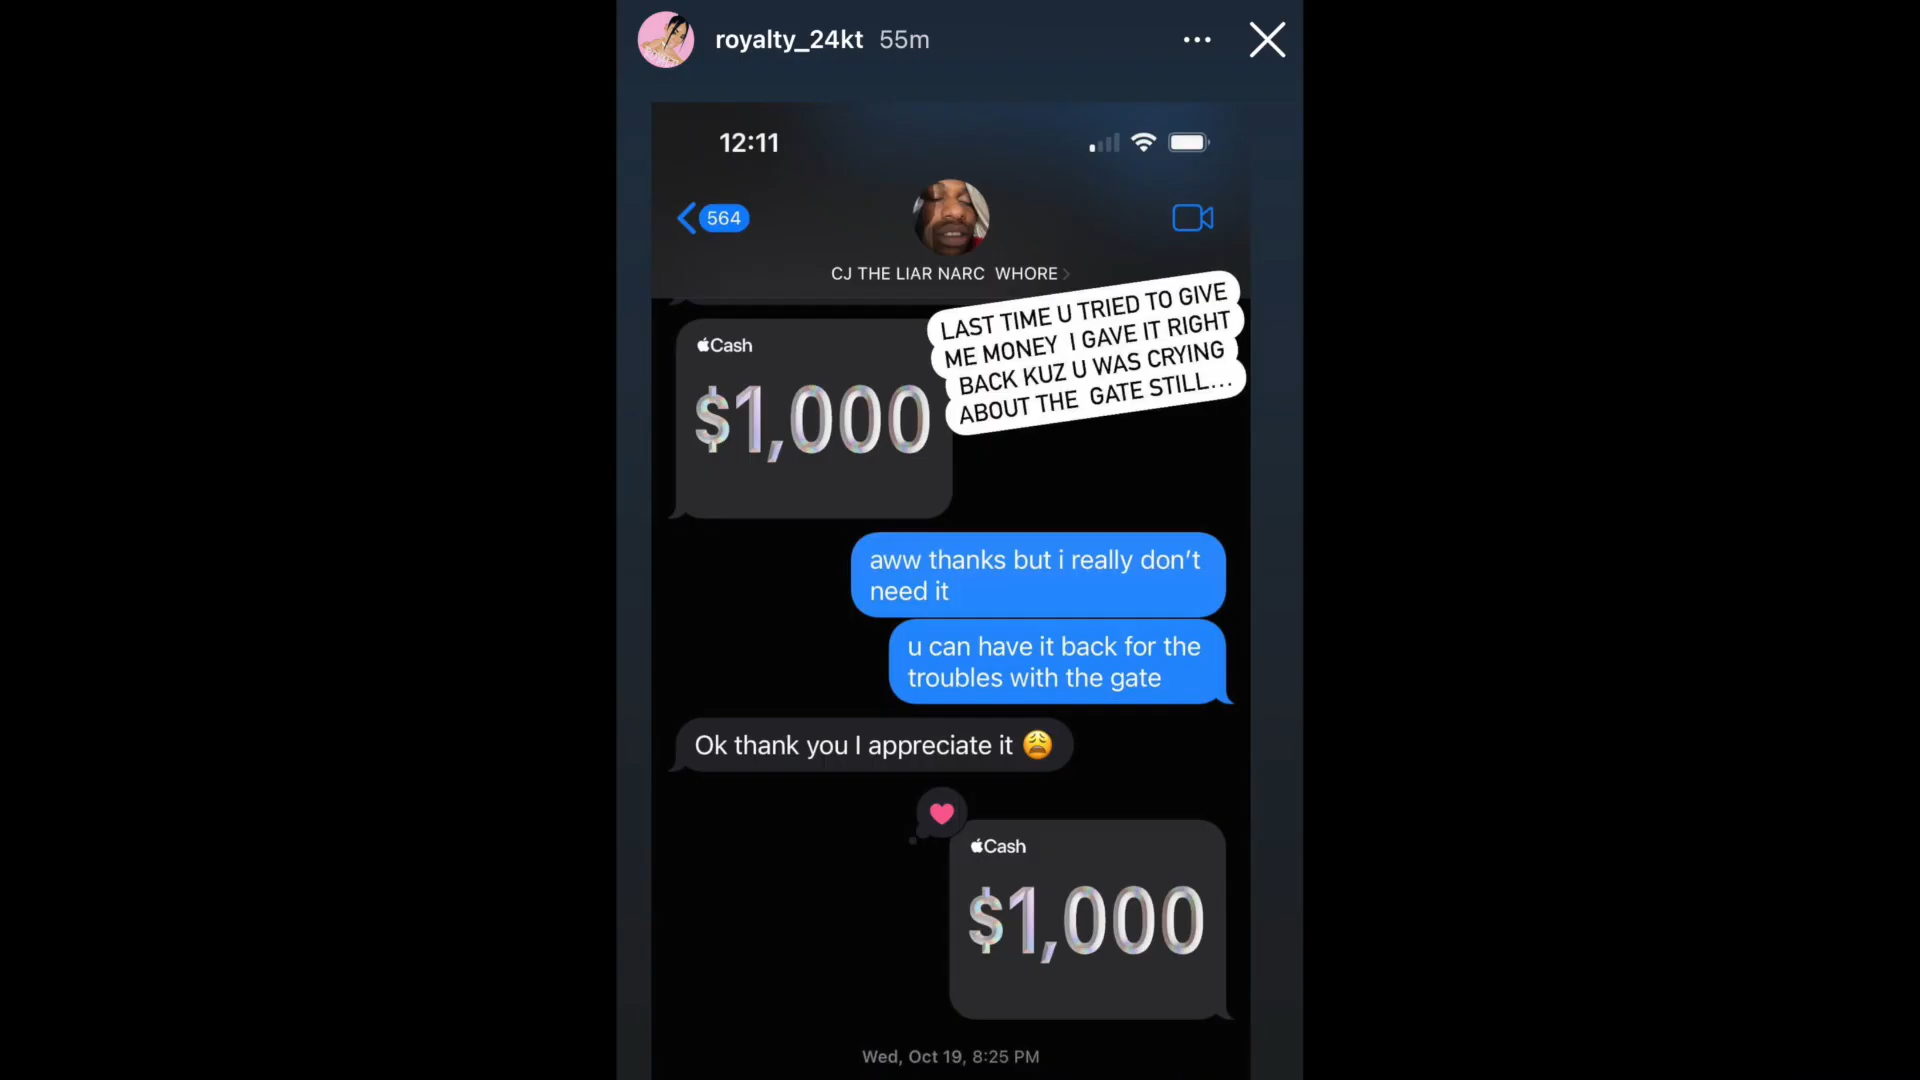 royalty_24kt 55m
12:11
564
CJ THE LIAR NARC WHORE
LAST TIME U TRIED TO GIVE
ME MONEY I GAVE IT RIGHT
BACK KUZ U WAS CRYING
ABOUT THE GATE STILL...
Cash
$1,000
aww thanks but i really don’t
need it
u can have it back for the
troubles with the gate
Ok thank you I appreciate it 😩
Cash
$1,000
Wed, Oct 19, 8:25 PM